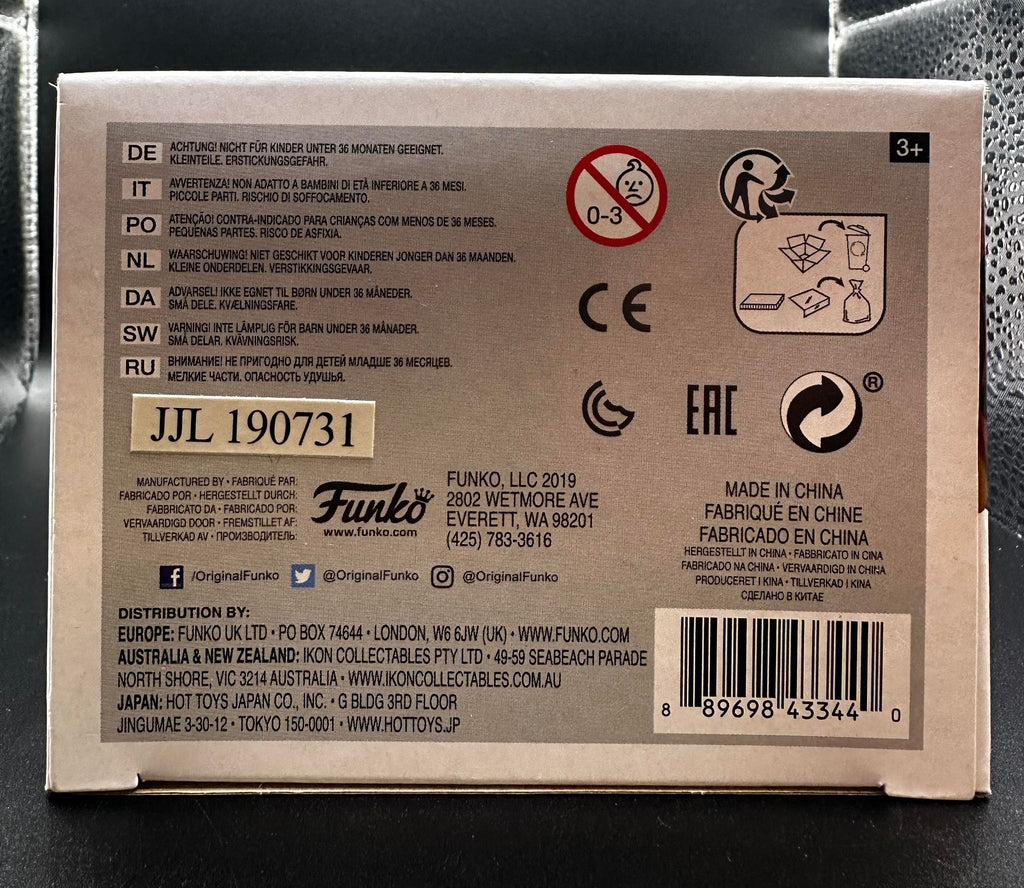 DE ACHTUNG! NICHT FÜR KINDER UNTER 36 MONATEN GEEIGNET.
KLEINTEILE. ERSTICKUNGSGEFAHR.
IT AVVERTENZA! NON ADATTO A BAMBINI DI ETÀ INFERIORE A 36 MESI.
PICCOLE PARTI. RISCHIO DI SOFFOCAMENTO.
PO ATENÇÃO! CONTRA-INDICADO PARA CRIANÇAS COM MENOS DE 36 MESES.
PEQUENAS PARTES. RISCO DE ASFIXIA.
NL WAARSCHUWING! NIET GESCHIKT VOOR KINDEREN JONGER DAN 36 MAANDEN.
KLEINE ONDERDELEN. VERSTIKKINGSGEVAAR.
DA ADVARSEL! IKKE EGNET TIL BØRN UNDER 36 MÅNEDER.
SMÅ DELE. KVÆLNINGSFARE.
SW VARNING! INTE LÄMPLIG FÖR BARN UNDER 36 MÅNADER.
SMÅ DELAR. KVÄVNINGSRISK.
RU ВНИМАНИЕ! НЕ ПРИГОДНО ДЛЯ ДЕТЕЙ МЛАДШЕ 36 МЕСЯЦЕВ.
МЕЛКИЕ ЧАСТИ. ОПАСНОСТЬ УДУШЬЯ.
3+
0-3
CE
EAC
®
JJL 190731
MANUFACTURED BY • FABRIQUÉ PAR:
FABRICADO POR • HERGESTELLT DURCH:
FABBRICATO DA • FABRICADO POR:
VERVAARDIGD DOOR • FREMSTILLET AF:
TILLVERKAD AV • ПРОИЗВОДИТЕЛЬ:
Funko
www.funko.com
FUNKO, LLC 2019
2802 WETMORE AVE
EVERETT, WA 98201
(425) 783-3616
MADE IN CHINA
FABRIQUÉ EN CHINE
FABRICADO EN CHINA
HERGESTELLT IN CHINA • FABBRICATO IN CINA
FABRICADO NA CHINA • VERVAARDIGD IN CHINA
PRODUCERET I KINA • TILLVERKAD I KINA
СДЕЛАНО В КИТАЕ
f /OriginalFunko @OriginalFunko @OriginalFunko
DISTRIBUTION BY:
EUROPE: FUNKO UK LTD • PO BOX 74644 • LONDON, W6 6JW (UK) • WWW.FUNKO.COM
AUSTRALIA & NEW ZEALAND: IKON COLLECTABLES PTY LTD • 49-59 SEABEACH PARADE
NORTH SHORE, VIC 3214 AUSTRALIA • WWW.IKONCOLLECTABLES.COM.AU
JAPAN: HOT TOYS JAPAN CO., INC. • G BLDG 3RD FLOOR
JINGUMAE 3-30-12 • TOKYO 150-0001 • WWW.HOTTOYS.JP
8 89698 43344 0